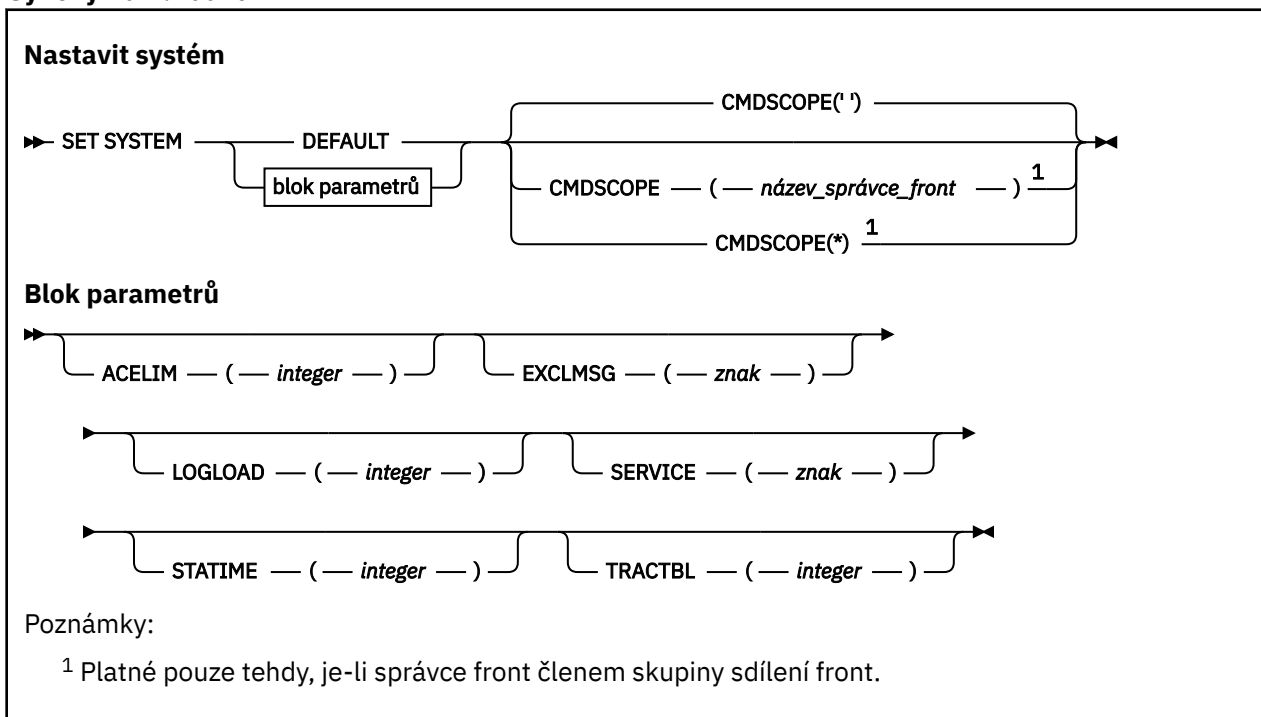 Nastavit systém
CMDSCOPE(' ')
SET SYSTEM DEFAULT
blok parametrů
CMDSCOPE ( název_správce_front ) 1
CMDSCOPE(*) 1
Blok parametrů
ACELIM ( integer ) EXCLMSG ( znak )
LOGLOAD ( integer ) SERVICE ( znak )
STATIME ( integer ) TRACTBL ( integer )
Poznámky:
1 Platné pouze tehdy, je-li správce front členem skupiny sdílení front.